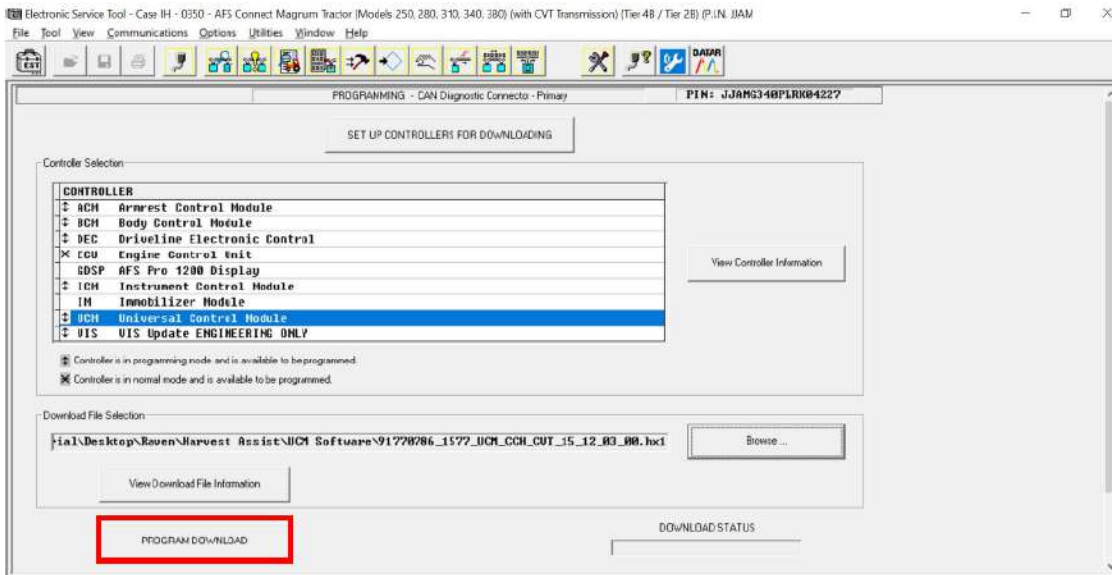 Electronic Service Tool - Case IH - 0350 - AFS Connect Magnum Tractor (Models 250, 280, 310, 340, 380) (with CVT Transmission) (Tier 4B / Tier 2B) (P.I.N. JJAM
File Tool View Communications Options Utilities Window Help
EST
DATAR
PROGRAMMING - CAN Diagnostic Connector - Primary PIN: JJAMG340PLRK04227
SET UP CONTROLLERS FOR DOWNLOADING
Controller Selection
CONTROLLER
ACM Armrest Control Module
BCM Body Control Module
DEC Driveline Electronic Control
ECU Engine Control Unit
GDSP AFS Pro 1200 Display
ICM Instrument Control Module
IM Immobilizer Module
UCM Universal Control Module
VIS VIS Update ENGINEERING ONLY
View Controller Information
Controller is in programming mode and is available to be programmed.
Controller is in normal mode and is available to be programmed.
Download File Selection
rial\Desktop\Raven\Harvest Assist\UCM Software\91770786_1577_UCM_CCH_CVT_15_12_03_00.hx1
Browse ...
View Download File Information
PROGRAM DOWNLOAD
DOWNLOAD STATUS